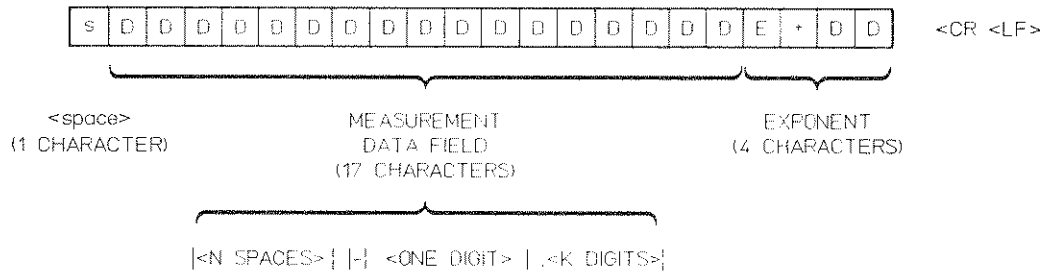 s D D D D D D D D D D D D D D D D D E + D D <CR <LF>
<space>
(1 CHARACTER)
MEASUREMENT
DATA FIELD
(17 CHARACTERS)
EXPONENT
(4 CHARACTERS)
|<N SPACES>| |-| <ONE DIGIT> | .<K DIGITS>|